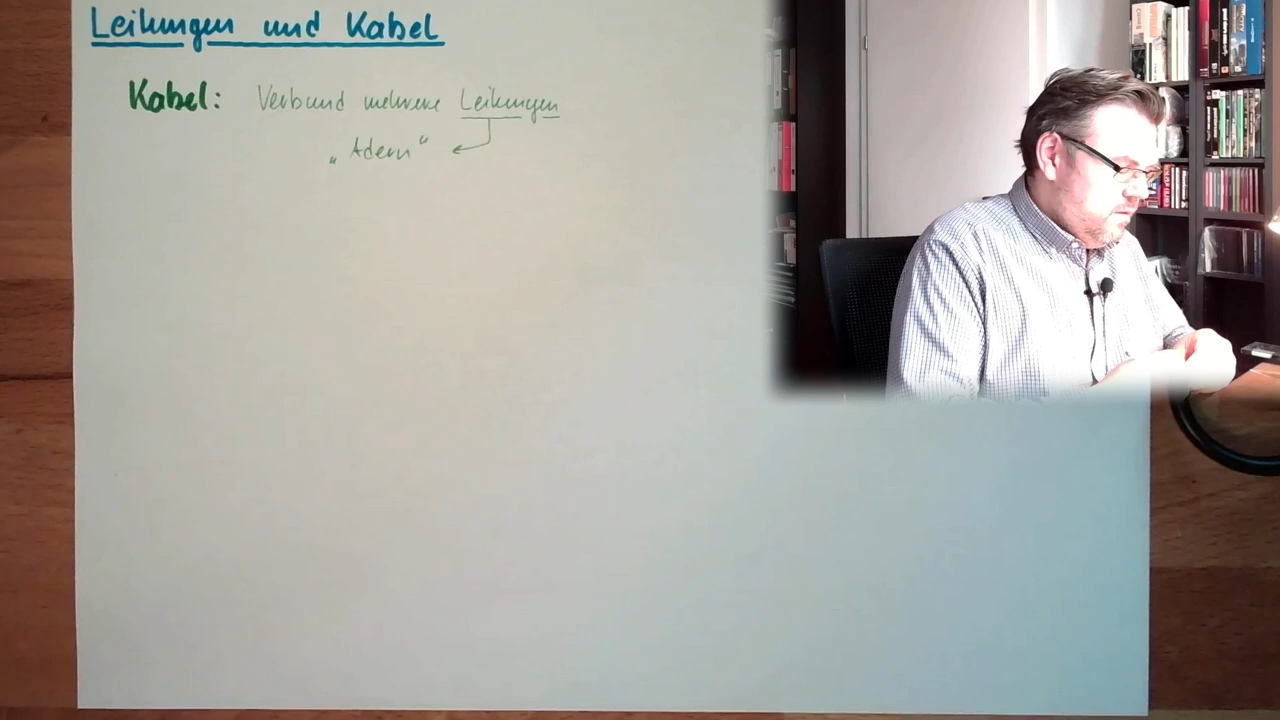 Leitungen und Kabel
Kabel: Verbund mehrere Leitungen
„Adern“